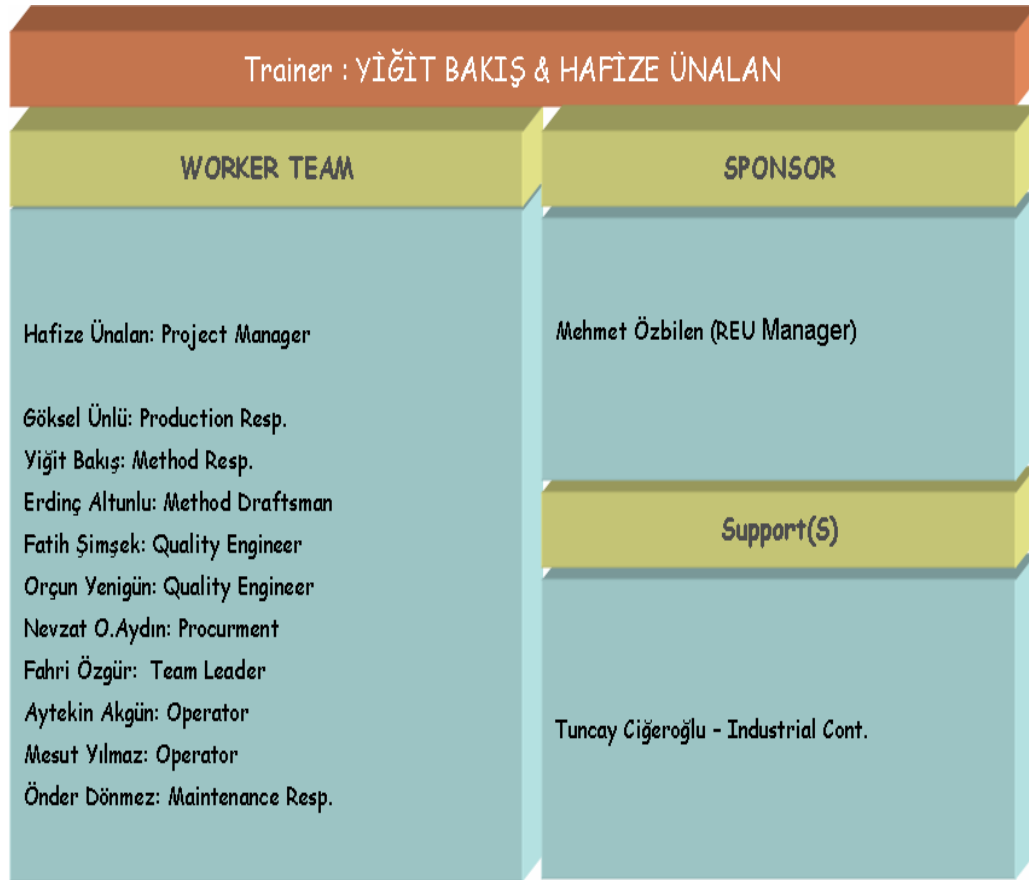 Trainer : YİĞİT BAKIŞ & HAFİZE ÜNALAN
WORKER TEAM
Hafize Ünalan: Project Manager
Göksel Ünlü: Production Resp.
Yiğit Bakış: Method Resp.
Erdinç Altunlu: Method Draftsman
Fatih Şimşek: Quality Engineer
Orçun Yenigün: Quality Engineer
Nevzat O.Aydın: Procurment
Fahri Özgür: Team Leader
Aytekin Akgün: Operator
Mesut Yılmaz: Operator
Önder Dönmez: Maintenance Resp.
SPONSOR
Mehmet Özbilen (REU Manager)
Support(S)
Tuncay Ciğeroğlu - Industrial Cont.